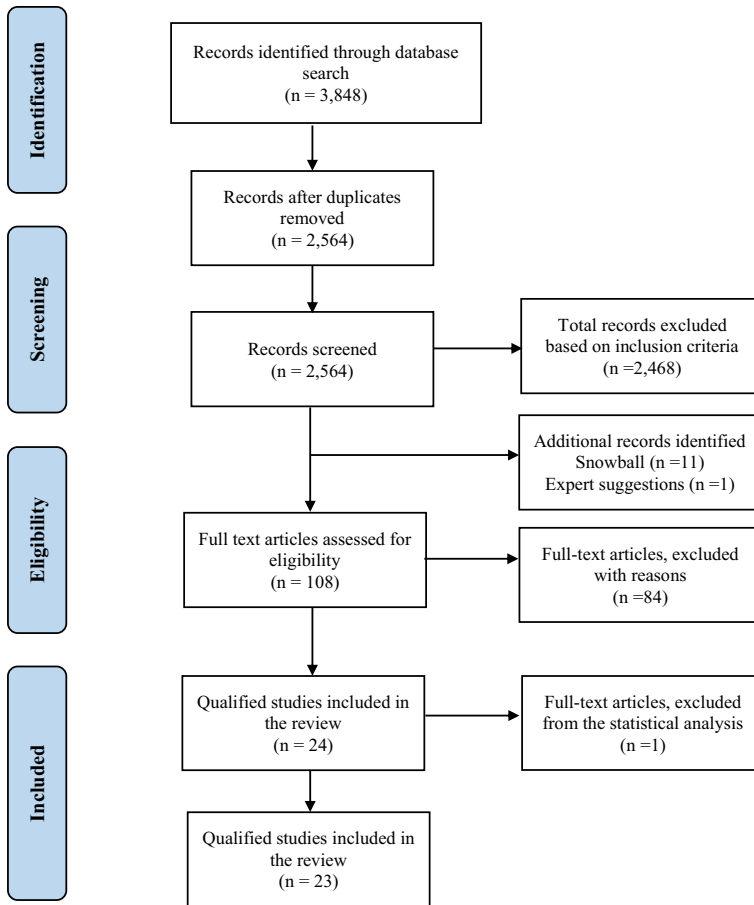 Identification
Records identified through database
search
(n = 3,848)
Records after duplicates
removed
(n = 2,564)
Screening
Records screened
(n = 2,564)
Total records excluded
based on inclusion criteria
(n =2,468)
Additional records identified
Snowball (n =11)
Expert suggestions (n =1)
Eligibility
Full text articles assessed for
eligibility
(n = 108)
Full-text articles, excluded
with reasons
(n =84)
Included
Qualified studies included in
the review
(n = 24)
Full-text articles, excluded
from the statistical analysis
(n =1)
Qualified studies included in
the review
(n = 23)